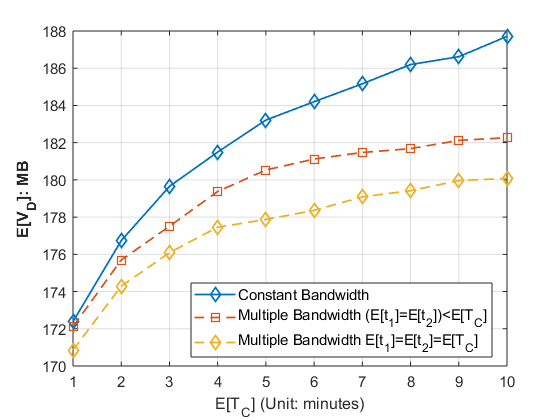 188
186
184
182
180
178
176
174
172
170
E[V_D]: MB
Constant Bandwidth
Multiple Bandwidth (E[t_1]=E[t_2])<E[T_C]
Multiple Bandwidth E[t_1]=E[t_2]=E[T_C]
1 2 3 4 5 6 7 8 9 10
E[T_C] (Unit: minutes)